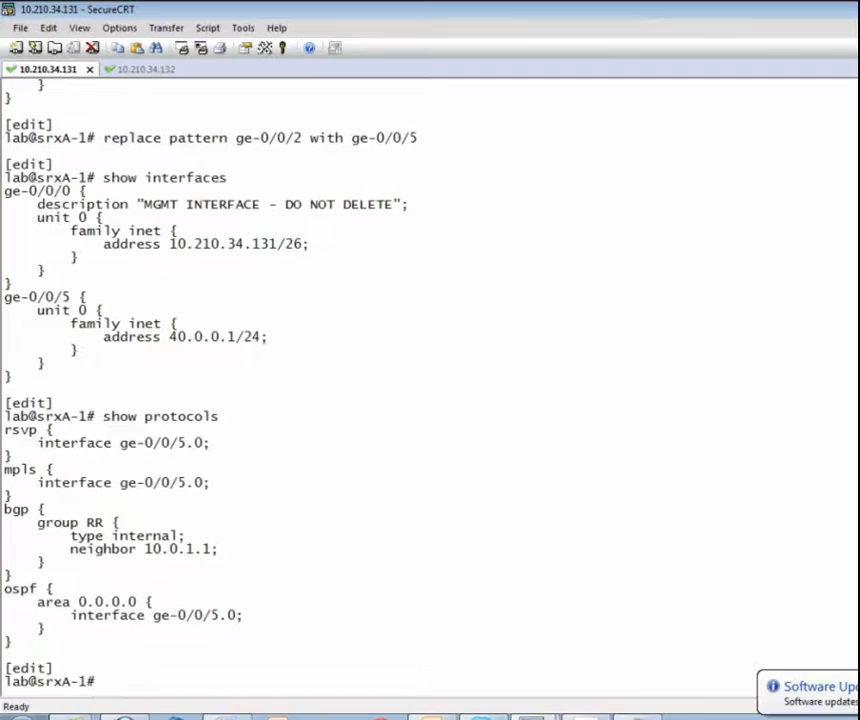 10.210.34.131 - SecureCRT
File Edit View Options Transfer Script Tools Help
10.210.34.131 x 10.210.34.132
    }
}
[edit]
lab@srxA-1# replace pattern ge-0/0/2 with ge-0/0/5
[edit]
lab@srxA-1# show interfaces
ge-0/0/0 {
    description "MGMT INTERFACE - DO NOT DELETE";
    unit 0 {
        family inet {
            address 10.210.34.131/26;
        }
    }
}
ge-0/0/5 {
    unit 0 {
        family inet {
            address 40.0.0.1/24;
        }
    }
}
[edit]
lab@srxA-1# show protocols
rsvp {
    interface ge-0/0/5.0;
}
mpls {
    interface ge-0/0/5.0;
}
bgp {
    group RR {
        type internal;
        neighbor 10.0.1.1;
    }
}
ospf {
    area 0.0.0.0 {
        interface ge-0/0/5.0;
    }
}
[edit]
lab@srxA-1#
Software Upd
Software updates
Ready